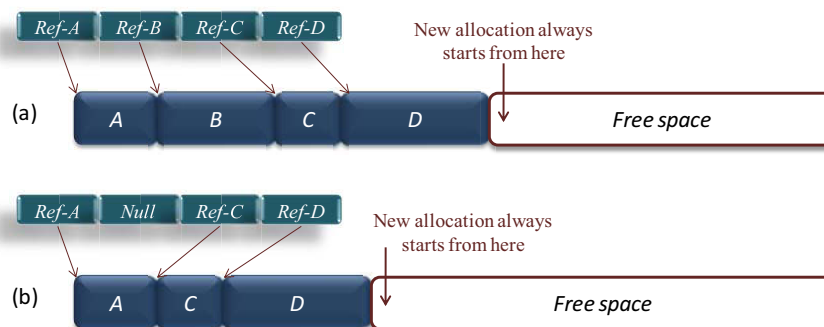 Ref-A Ref-B Ref-C Ref-D
New allocation always
starts from here
(a)
A B C D Free space
Ref-A Null Ref-C Ref-D
New allocation always
starts from here
(b)
A C D Free space